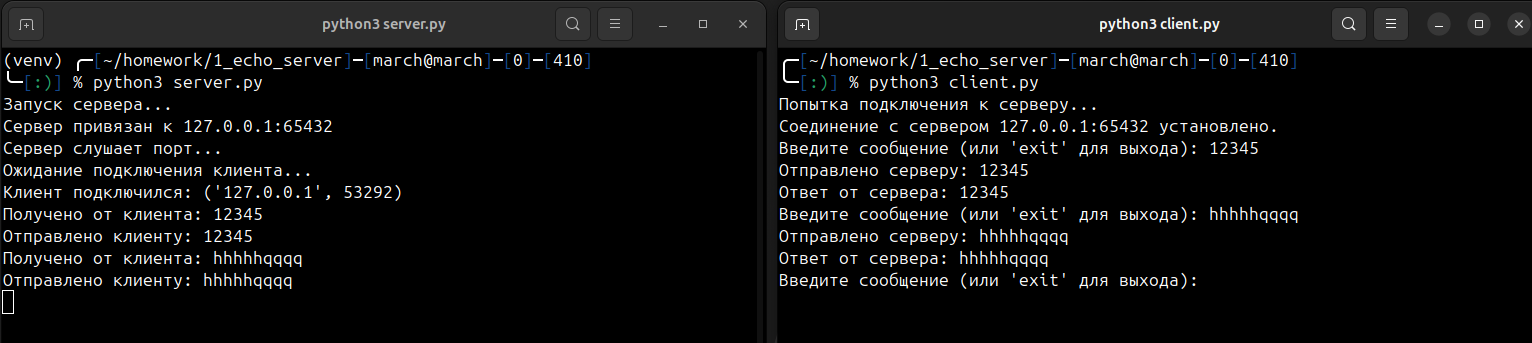 python3 server.py
(venv) ╭─[~/homework/1_echo_server]─[march@march]─[0]─[410]
╰─[:)] % python3 server.py
Запуск сервера...
Сервер привязан к 127.0.0.1:65432
Сервер слушает порт...
Ожидание подключения клиента...
Клиент подключился: ('127.0.0.1', 53292)
Получено от клиента: 12345
Отправлено клиенту: 12345
Получено от клиента: hhhhhqqqq
Отправлено клиенту: hhhhhqqqq
python3 client.py
╭─[~/homework/1_echo_server]─[march@march]─[0]─[410]
╰─[:)] % python3 client.py
Попытка подключения к серверу...
Соединение с сервером 127.0.0.1:65432 установлено.
Введите сообщение (или 'exit' для выхода): 12345
Отправлено серверу: 12345
Ответ от сервера: 12345
Введите сообщение (или 'exit' для выхода): hhhhhqqqq
Отправлено серверу: hhhhhqqqq
Ответ от сервера: hhhhhqqqq
Введите сообщение (или 'exit' для выхода):